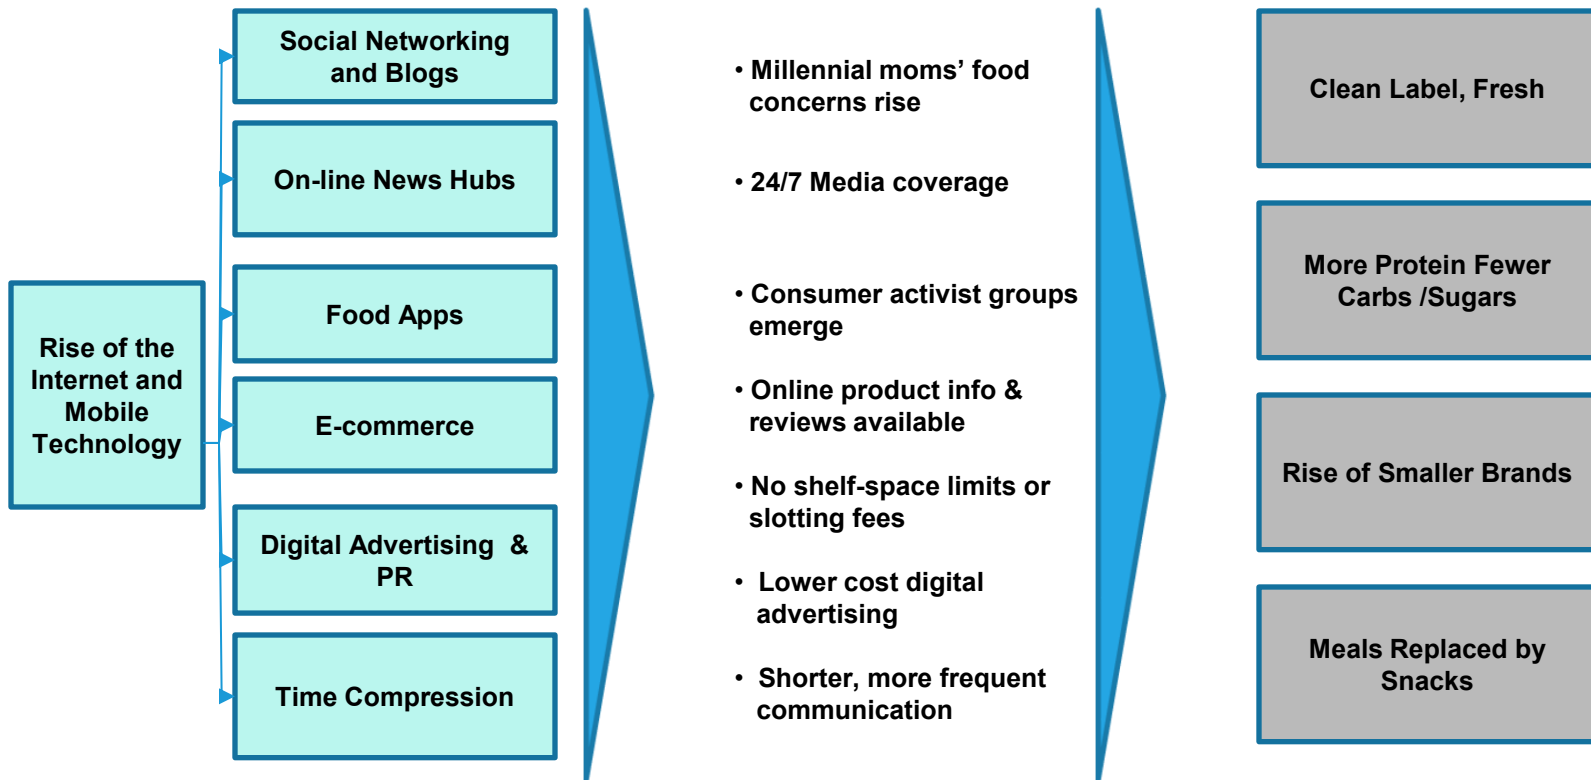 Rise of the
Internet and
Mobile
Technology
Social Networking
and Blogs
On-line News Hubs
Food Apps
E-commerce
Digital Advertising  &
PR
Time Compression
• Millennial moms’ food
concerns rise
• 24/7 Media coverage
• Consumer activist groups
emerge
• Online product info &
reviews available
• No shelf-space limits or
slotting fees
• Lower cost digital
advertising
• Shorter, more frequent
communication
Clean Label, Fresh
More Protein Fewer
Carbs /Sugars
Rise of Smaller Brands
Meals Replaced by
Snacks